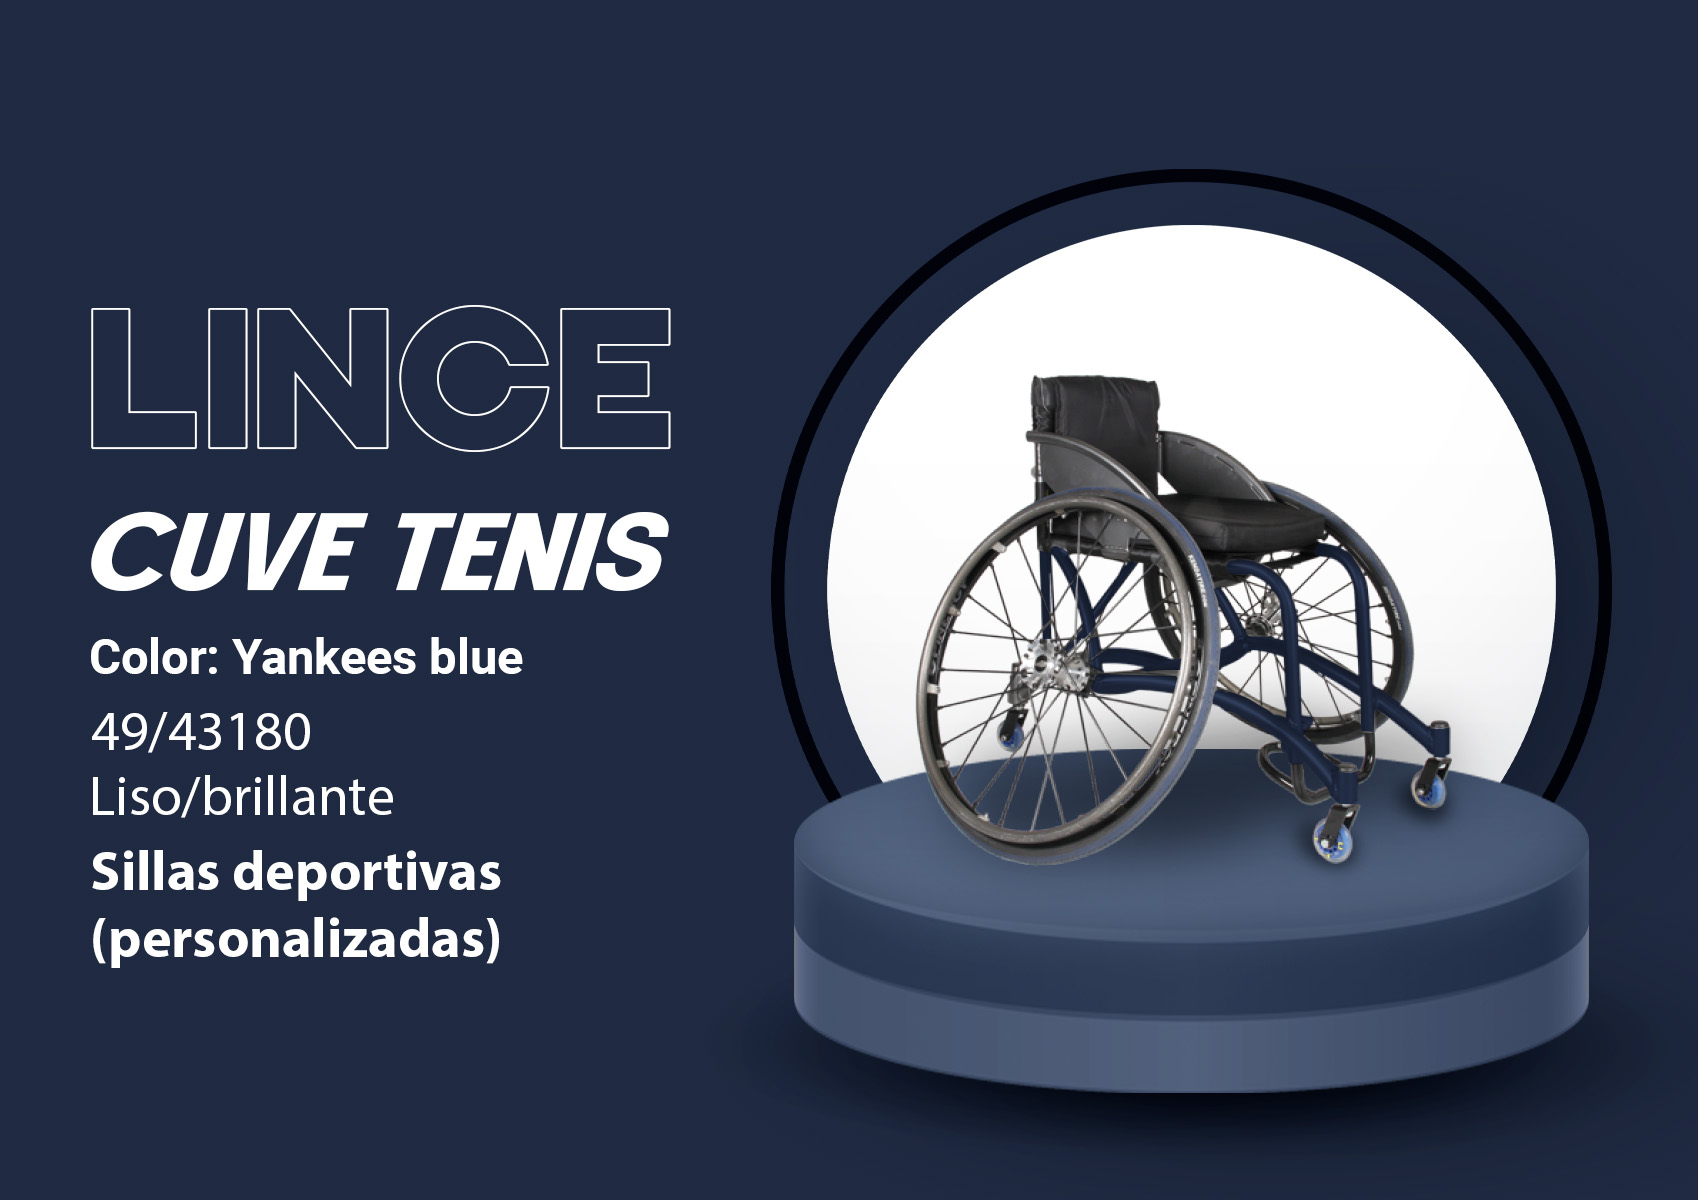 LINCE
CUVE TENIS
Color: Yankees blue
49/43180
Liso/brillante
Sillas deportivas
(personalizadas)